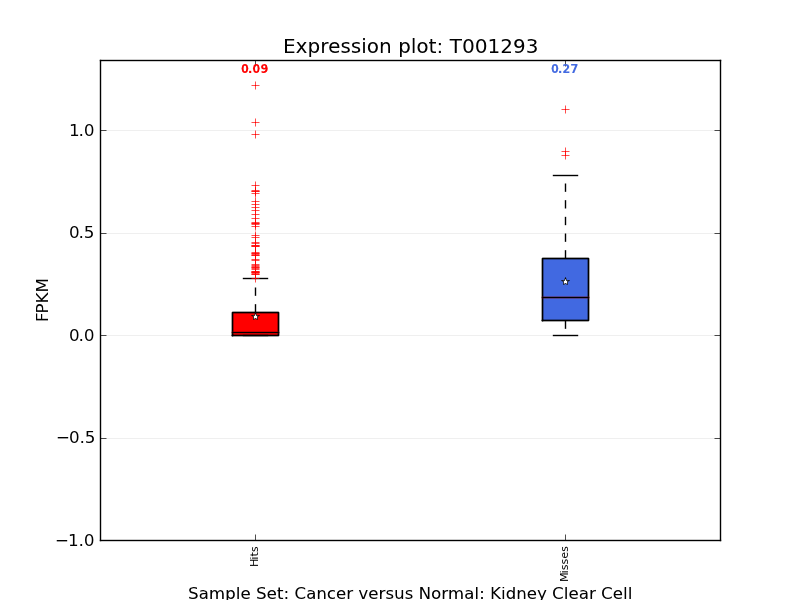 Expression plot: T001293
0.09
0.27
1.0
0.5
0.0
−0.5
−1.0
FPKM
Hits
Misses
Sample Set: Cancer versus Normal: Kidney Clear Cell